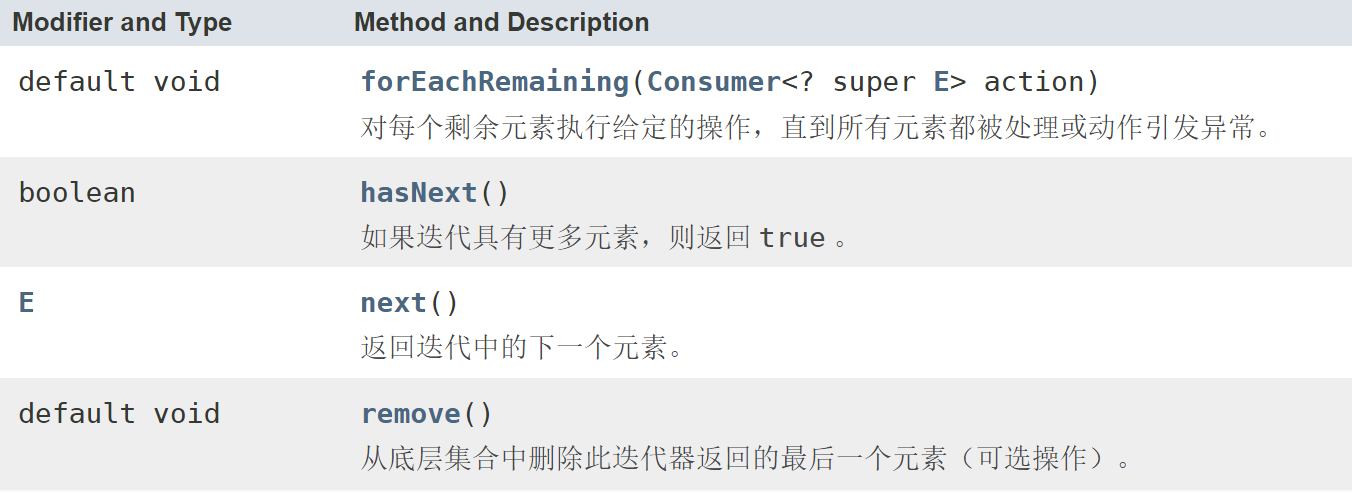 Modifier and Type Method and Description
default void forEachRemaining(Consumer<? super E> action)
对每个剩余元素执行给定的操作，直到所有元素都被处理或动作引发异常。
boolean hasNext()
如果迭代具有更多元素，则返回 true 。
E next()
返回迭代中的下一个元素。
default void remove()
从底层集合中删除此迭代器返回的最后一个元素（可选操作）。